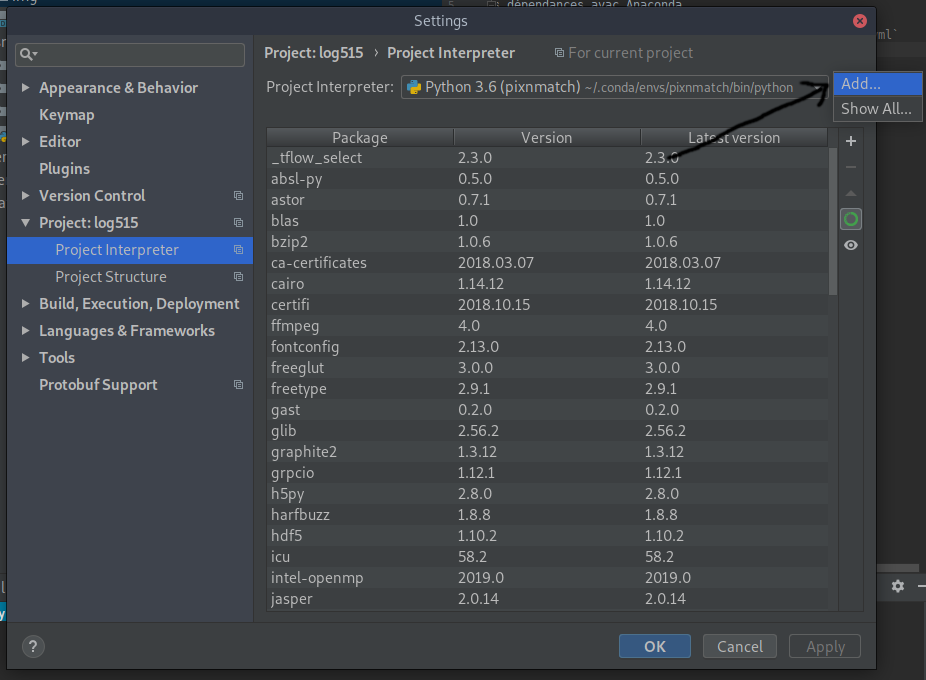 dépendances avec Anaconda
Settings
Project: log515 › Project Interpreter For current project
Project Interpreter: Python 3.6 (pixnmatch) ~/.conda/envs/pixnmatch/bin/python
Add...
Show All...
Appearance & Behavior
Keymap
Editor
Plugins
Version Control
Project: log515
Project Interpreter
Project Structure
Build, Execution, Deployment
Languages & Frameworks
Tools
Protobuf Support
Package Version Latest version
_tflow_select 2.3.0 2.3.0
absl-py 0.5.0 0.5.0
astor 0.7.1 0.7.1
blas 1.0 1.0
bzip2 1.0.6 1.0.6
ca-certificates 2018.03.07 2018.03.07
cairo 1.14.12 1.14.12
certifi 2018.10.15 2018.10.15
ffmpeg 4.0 4.0
fontconfig 2.13.0 2.13.0
freeglut 3.0.0 3.0.0
freetype 2.9.1 2.9.1
gast 0.2.0 0.2.0
glib 2.56.2 2.56.2
graphite2 1.3.12 1.3.12
grpcio 1.12.1 1.12.1
h5py 2.8.0 2.8.0
harfbuzz 1.8.8 1.8.8
hdf5 1.10.2 1.10.2
icu 58.2 58.2
intel-openmp 2019.0 2019.0
jasper 2.0.14 2.0.14
?
OK Cancel Apply